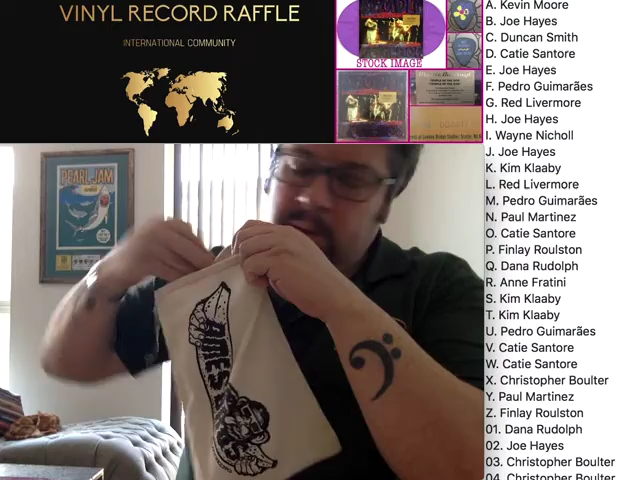 VINYL RECORD RAFFLE
INTERNATIONAL COMMUNITY
STOCK IMAGE
PEARL JAM
A. Kevin Moore
B. Joe Hayes
C. Duncan Smith
D. Catie Santore
E. Joe Hayes
F. Pedro Guimarães
G. Red Livermore
H. Joe Hayes
I. Wayne Nicholl
J. Joe Hayes
K. Kim Klaaby
L. Red Livermore
M. Pedro Guimarães
N. Paul Martinez
O. Catie Santore
P. Finlay Roulston
Q. Dana Rudolph
R. Anne Fratini
S. Kim Klaaby
T. Kim Klaaby
U. Pedro Guimarães
V. Catie Santore
W. Catie Santore
X. Christopher Boulter
Y. Paul Martinez
Z. Finlay Roulston
01. Dana Rudolph
02. Joe Hayes
03. Christopher Boulter
04. Christopher Boulter